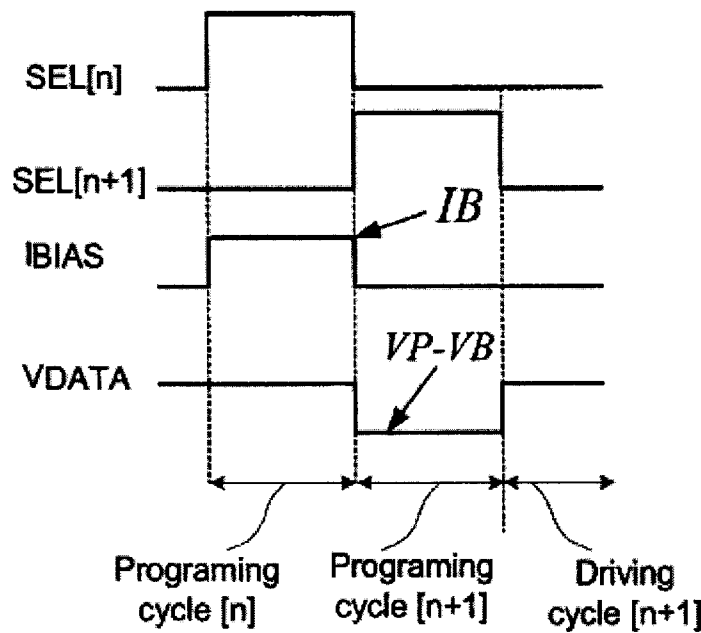 SEL[n]
SEL[n+1]
IB
IBIAS
VP-VB
VDATA
Programing
cycle [n]
Programing
cycle [n+1]
Driving
cycle [n+1]